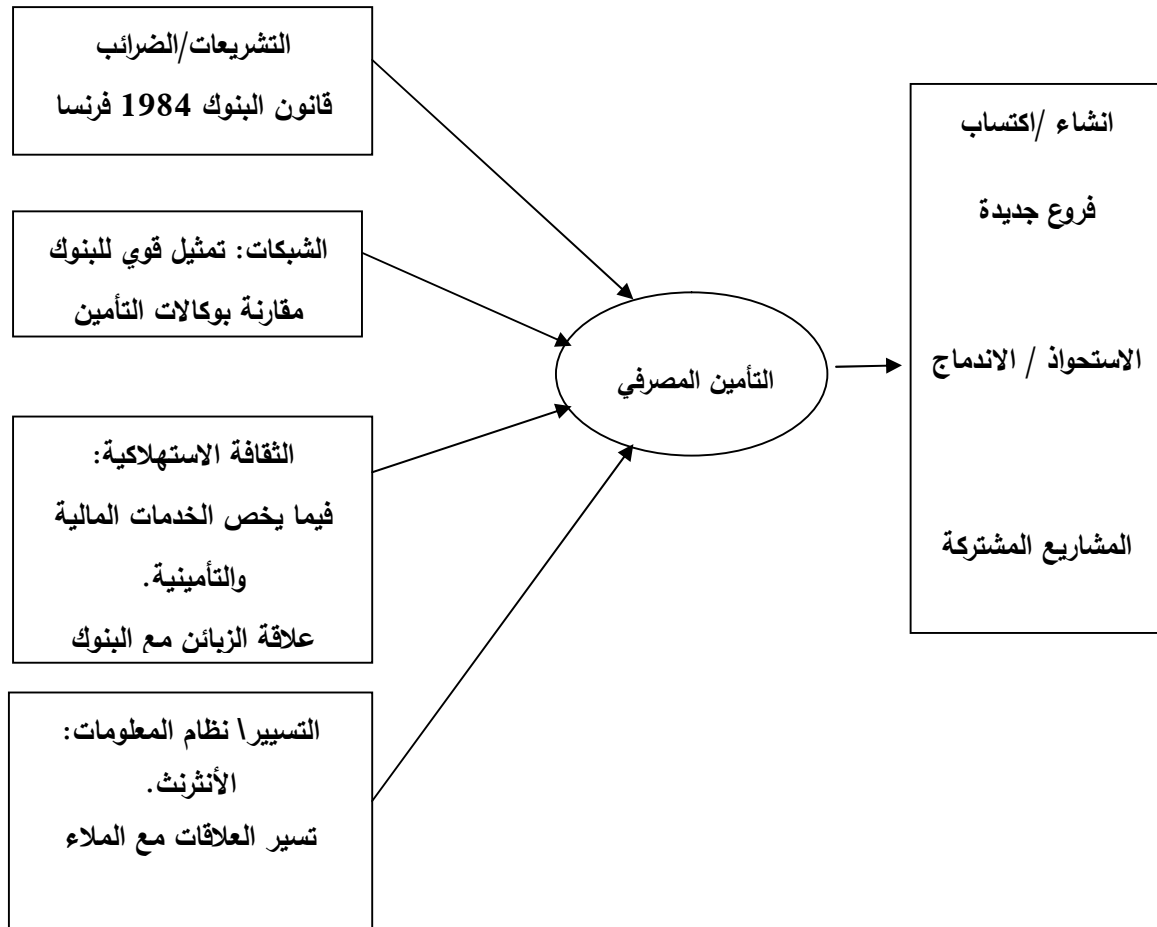 التشريعات/الضرائب
قانون البنوك 1984 فرنسا
الشبكات: تمثيل قوي للبنوك
مقارنة بوكالات التأمين
الثقافة الاستهلاكية:
فيما يخص الخدمات المالية
والتأمينية.
علاقة الزبائن مع البنوك
التسيير\ نظام المعلومات:
الأنثرنث.
تسير العلاقات مع الملاء
التأمين المصرفي
انشاء /اكتساب
فروع جديدة
الاستحواذ / الاندماج
المشاريع المشتركة